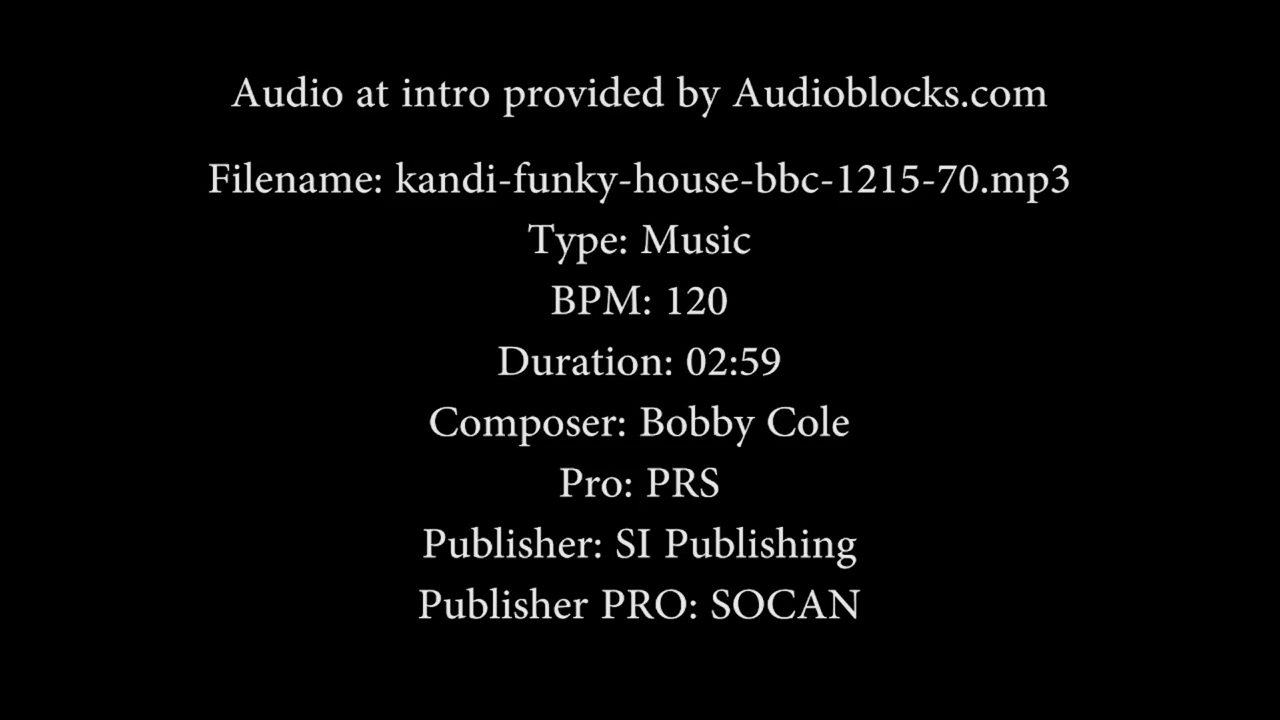 Audio at intro provided by Audioblocks.com
Filename: kandi-funky-house-bbc-1215-70.mp3
Type: Music
BPM: 120
Duration: 02:59
Composer: Bobby Cole
Pro: PRS
Publisher: SI Publishing
Publisher PRO: SOCAN